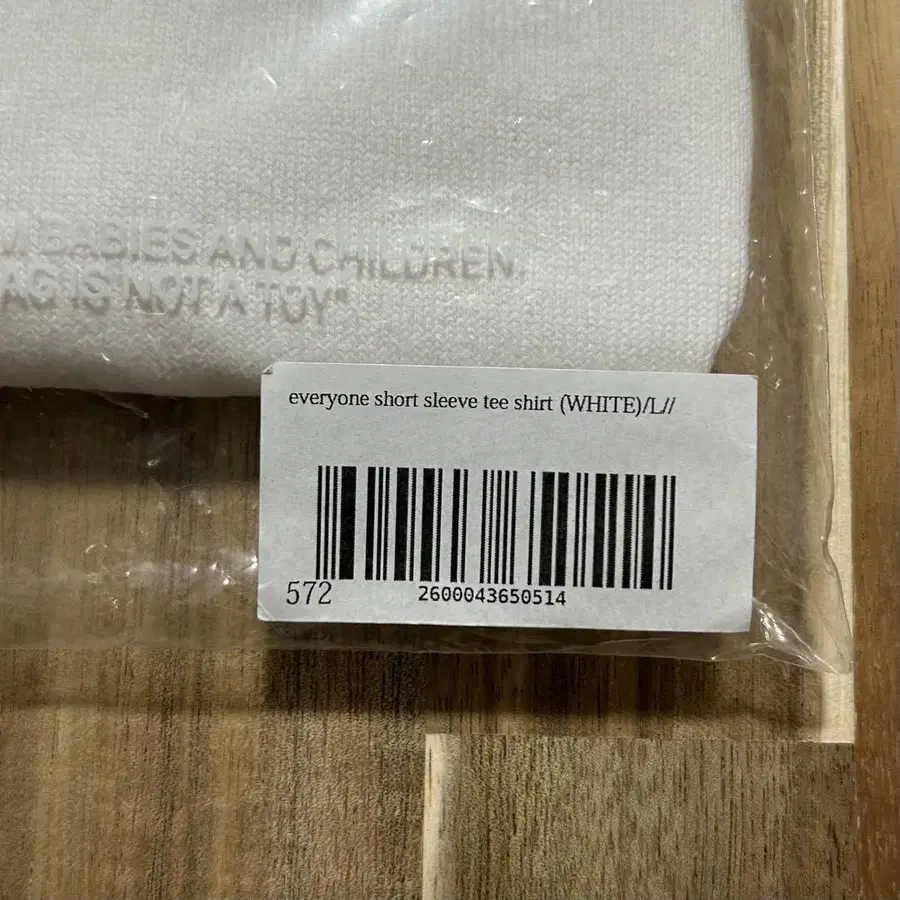 BABIES AND CHILDREN.
AG IS NOT A TOY"
everyone short sleeve tee shirt (WHITE)/L//
572
2600043650514